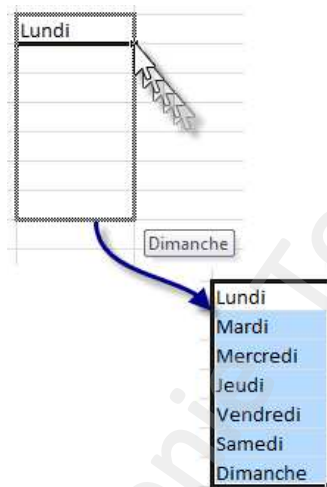 Lundi
Dimanche
Lundi
Mardi
Mercredi
Jeudi
Vendredi
Samedi
Dimanche